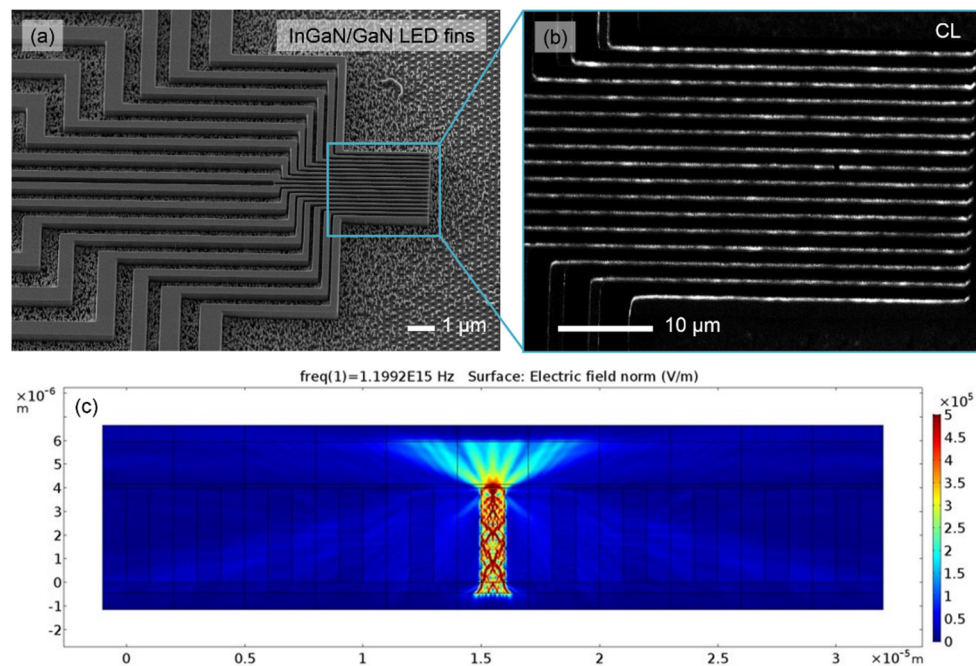 (a)
InGaN/GaN LED fins
1 µm
(b)
CL
10 µm
freq(1)=1.1992E15 Hz Surface: Electric field norm (V/m)
×10⁻⁶
m
(c)
6
5
4
3
2
1
0
-1
-2
0
0.5
1
1.5
2
2.5
3
×10⁻⁵ m
×10⁵
5
4.5
4
3.5
3
2.5
2
1.5
1
0.5
0